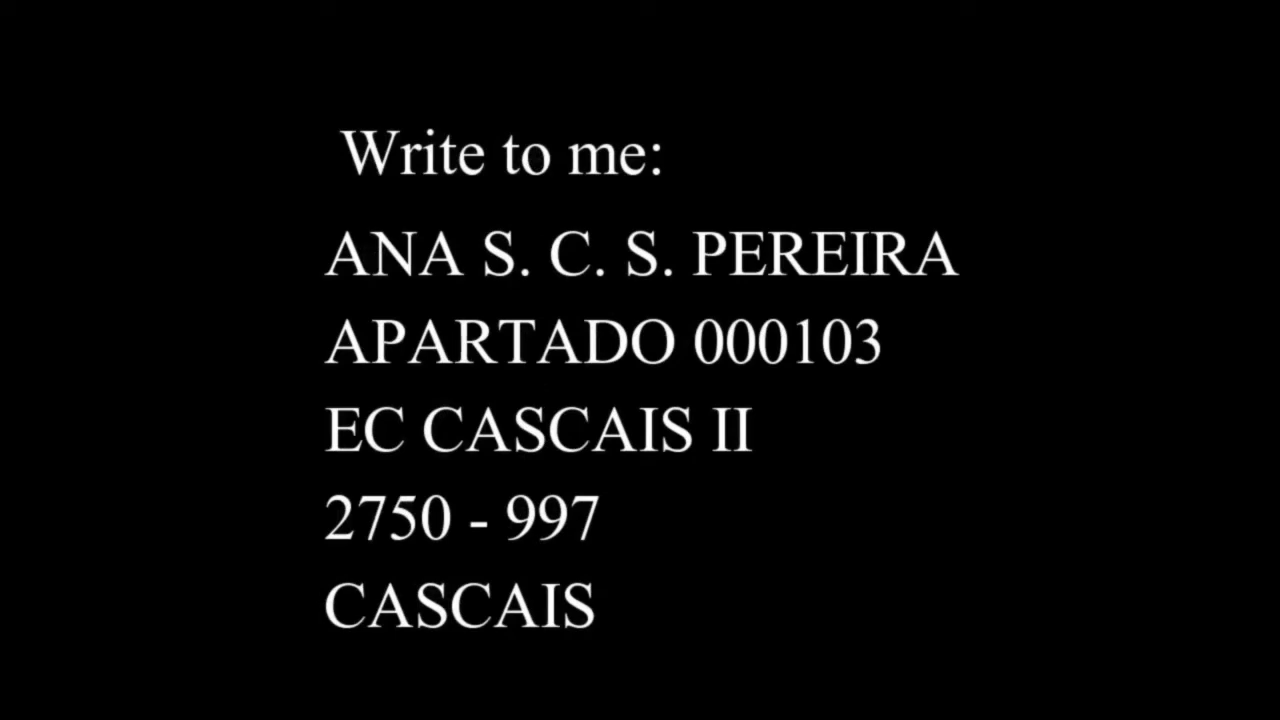 Write to me:
ANA S. C. S. PEREIRA
APARTADO 000103
EC CASCAIS II
2750 - 997
CASCAIS